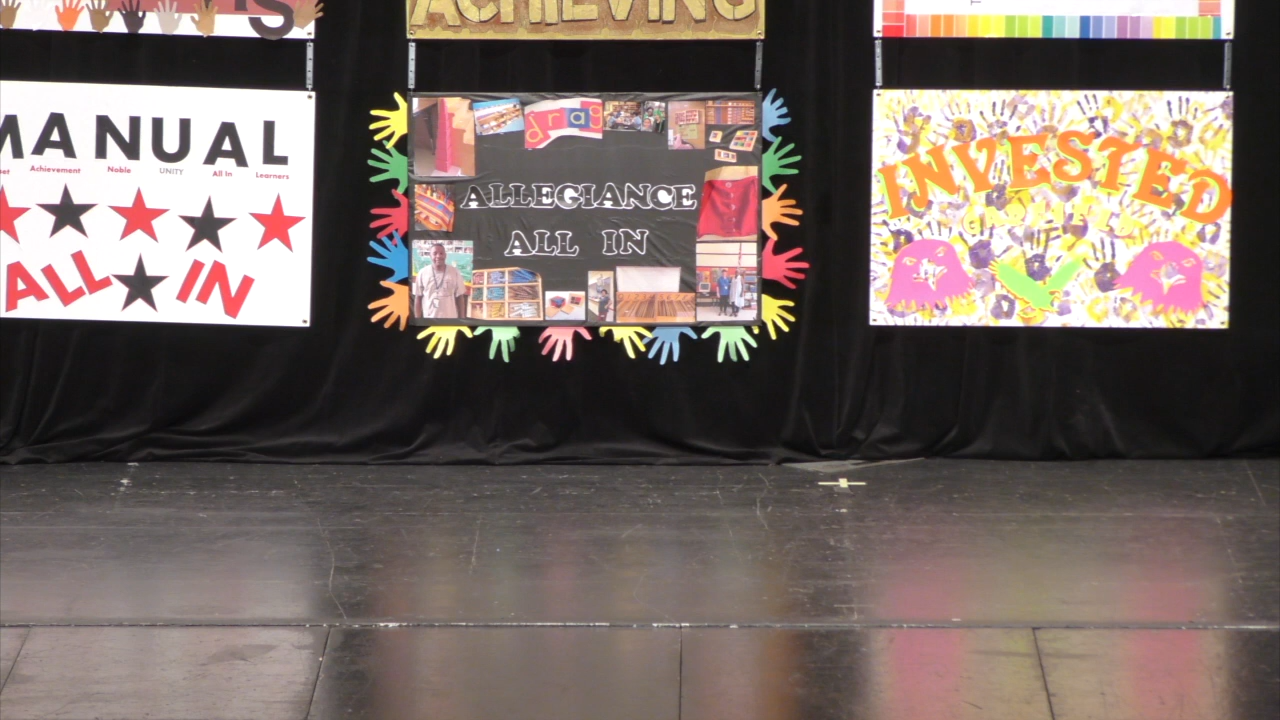 S
ACHIEVING
MANUAL
Achievement Noble UNITY All In Learners
ALL IN
drag
ALLEGIANCE
ALL IN
INVESTED